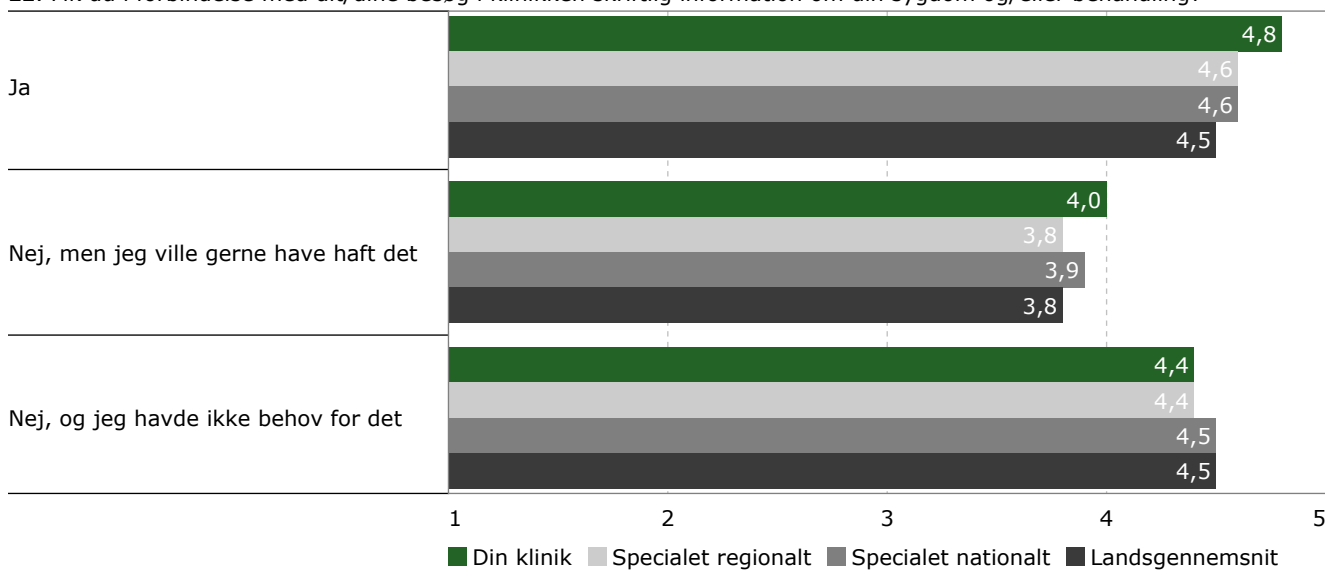 Ja
4,8
4,6
4,6
4,5
Nej, men jeg ville gerne have haft det
4,0
3,8
3,9
3,8
Nej, og jeg havde ikke behov for det
4,4
4,4
4,5
4,5
1 2 3 4 5
Din klinik Specialet regionalt Specialet nationalt Landsgennemsnit